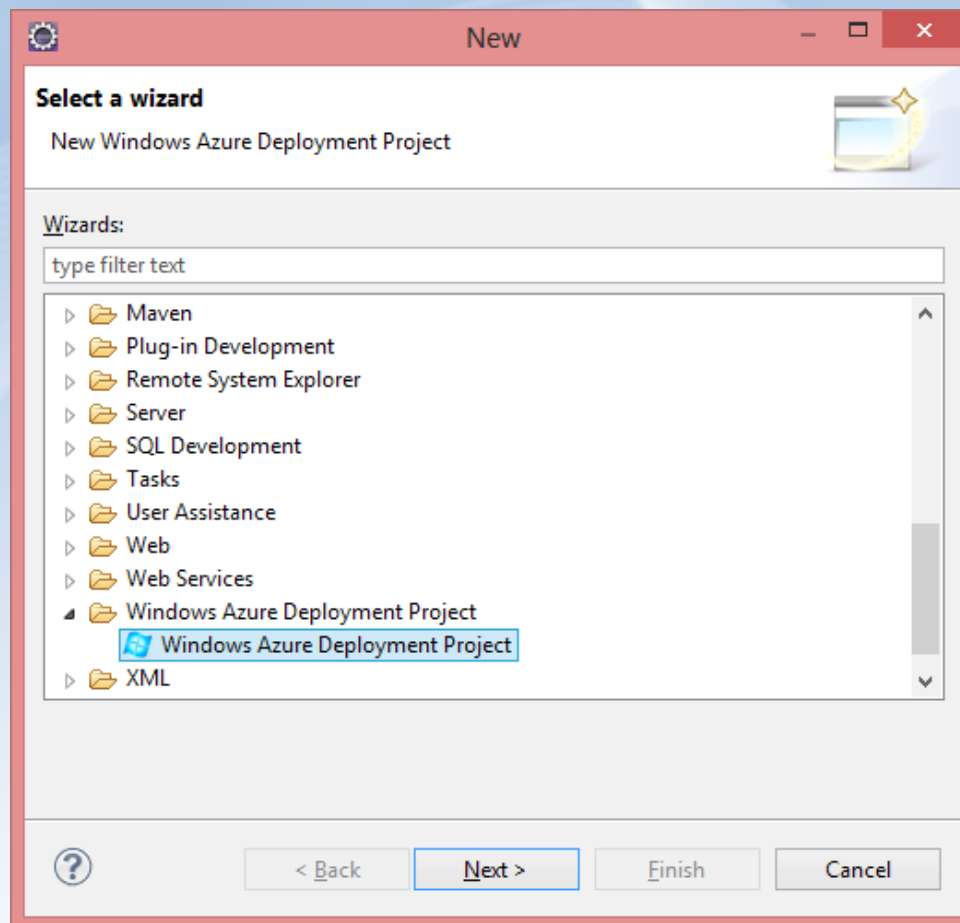 New
Select a wizard
New Windows Azure Deployment Project
Wizards:
type filter text
Maven
Plug-in Development
Remote System Explorer
Server
SQL Development
Tasks
User Assistance
Web
Web Services
Windows Azure Deployment Project
Windows Azure Deployment Project
XML
< Back Next > Finish Cancel